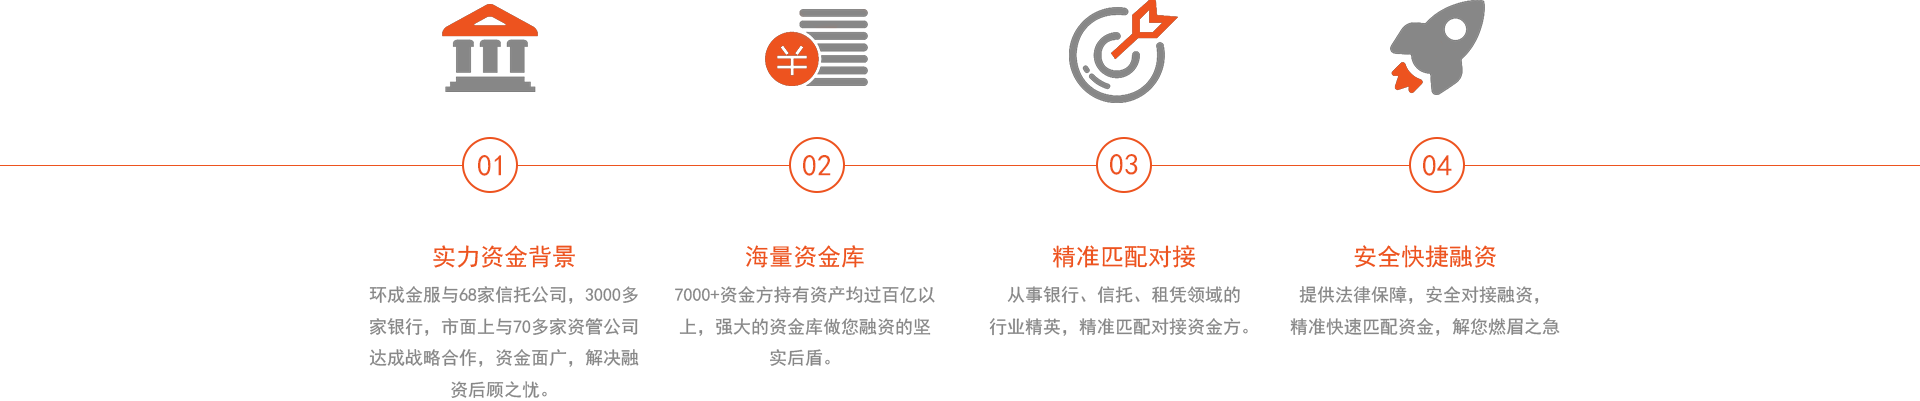 01
02
03
04
实力资金背景
环成金服与68家信托公司，3000多
家银行，市面上与70多家资管公司
达成战略合作，资金面广，解决融
资后顾之忧。
海量资金库
7000+资金方持有资产均过百亿以
上，强大的资金库做您融资的坚
实后盾。
精准匹配对接
从事银行、信托、租赁领域的
行业精英，精准匹配对接资金方。
安全快捷融资
提供法律保障，安全对接融资，
精准快速匹配资金，解您燃眉之急